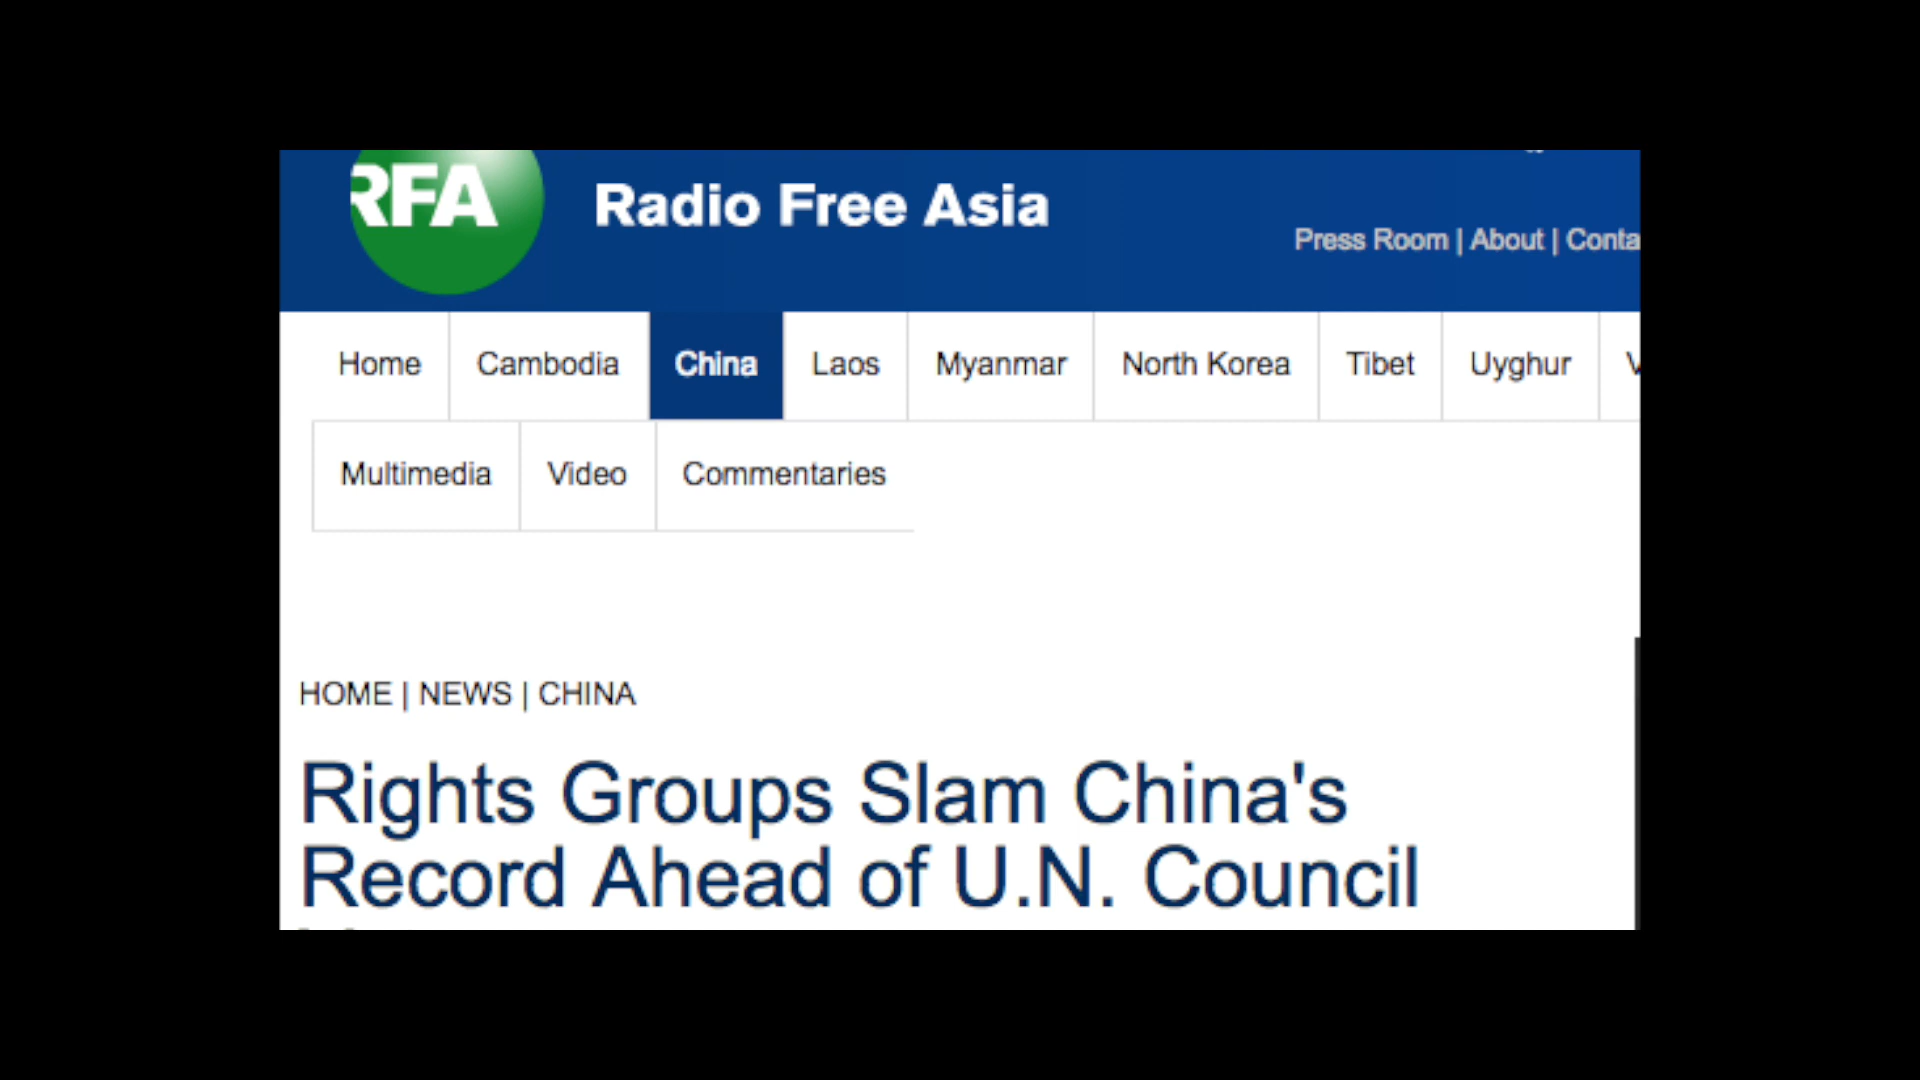 RFA
Radio Free Asia
Press Room | About | Conta
Home Cambodia China Laos Myanmar North Korea Tibet Uyghur V
Multimedia Video Commentaries
HOME | NEWS | CHINA
Rights Groups Slam China's
Record Ahead of U.N. Council